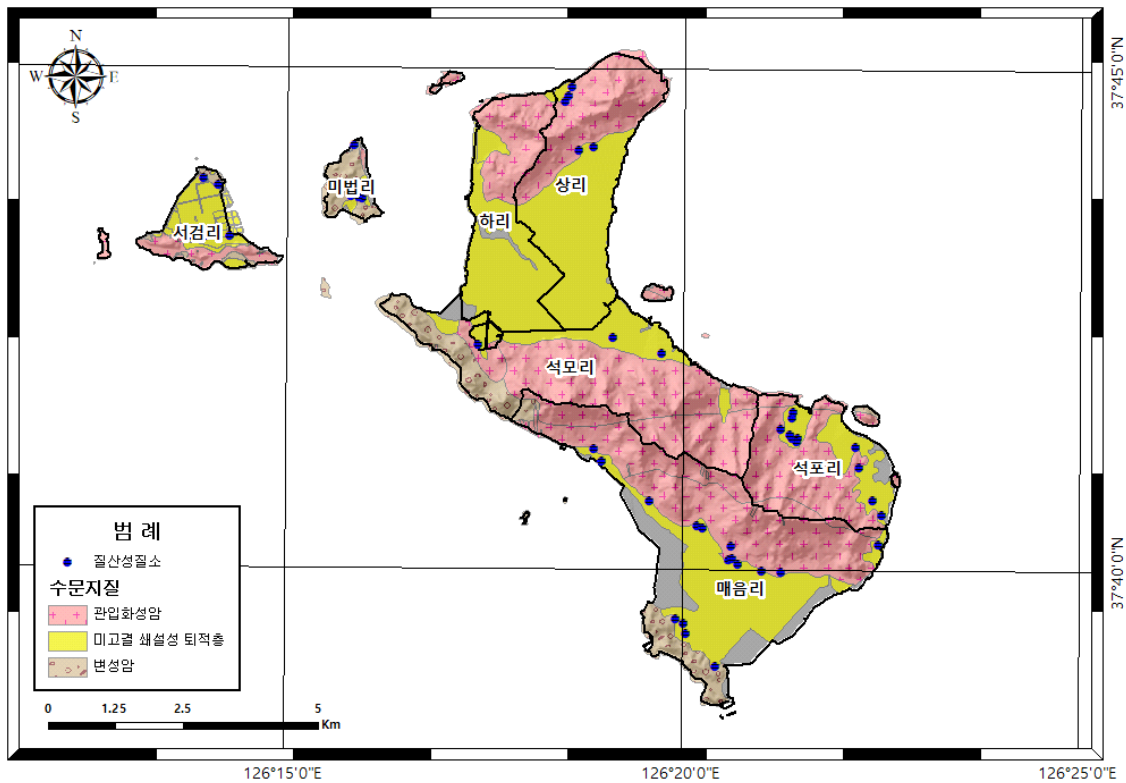 N
W E
S
37°45'0"N
미법리
상리
서검리
하리
석모리
석포리
매음리
37°40'0"N
범 례
질산성질소
수문지질
관입화성암
미고결 쇄설성 퇴적층
변성암
0 1.25 2.5 5
Km
126°15'0"E 126°20'0"E 126°25'0"E